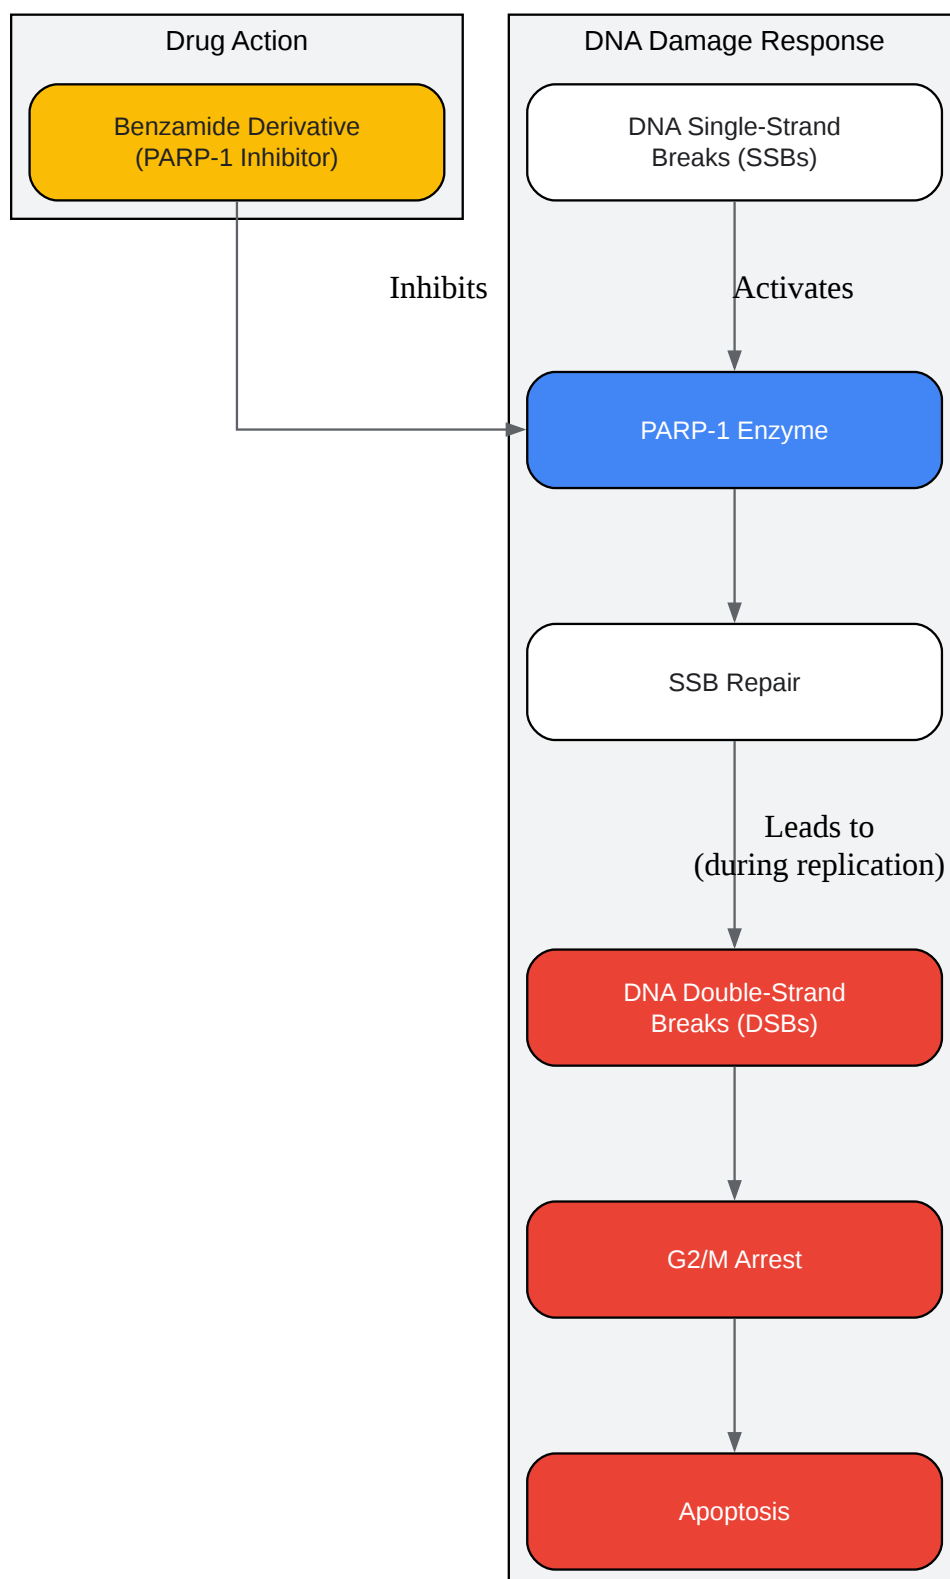 Drug Action
Benzamide Derivative
(PARP-1 Inhibitor)
Inhibits
DNA Damage Response
DNA Single-Strand
Breaks (SSBs)
Activates
PARP-1 Enzyme
SSB Repair
Leads to
(during replication)
DNA Double-Strand
Breaks (DSBs)
G2/M Arrest
Apoptosis